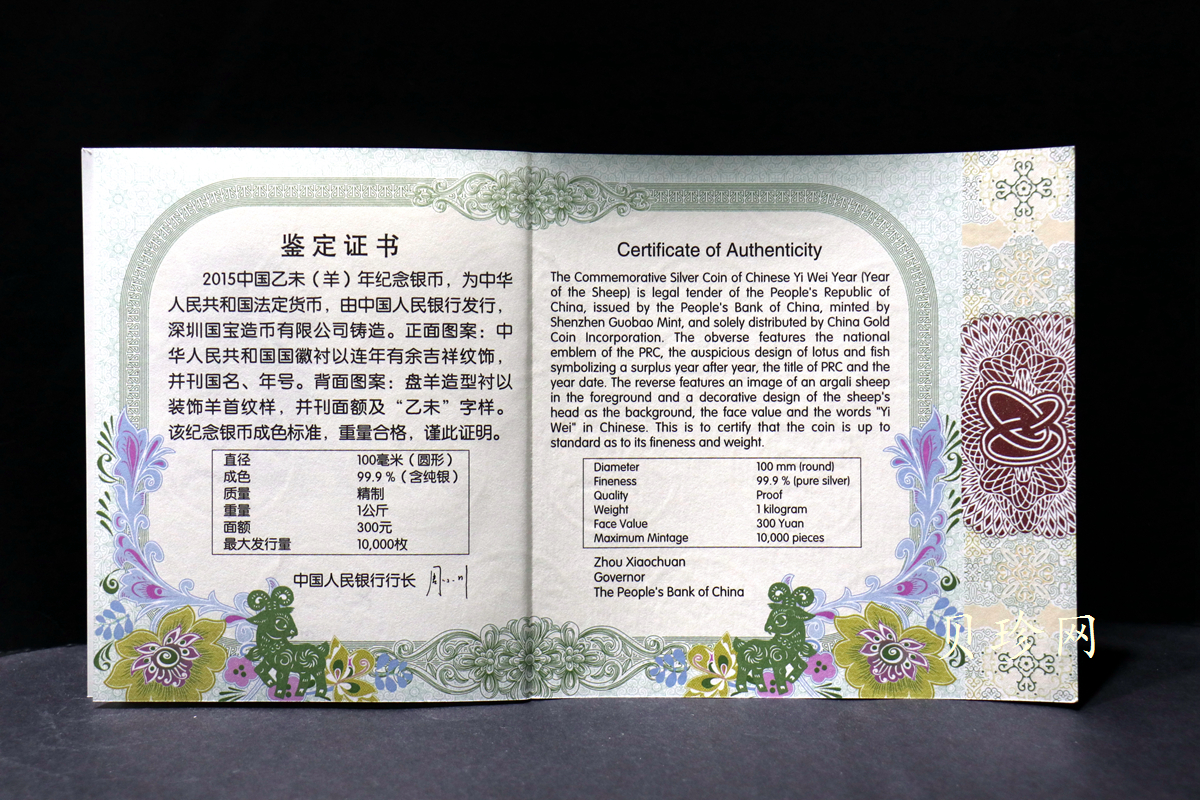 鉴定证书
2015中国乙未（羊）年纪念银币，为中华
人民共和国法定货币，由中国人民银行发行，
深圳国宝造币有限公司铸造。正面图案：中
华人民共和国国徽衬以连年有余吉祥纹饰，
并刊国名、年号。背面图案：盘羊造型衬以
装饰羊首纹样，并刊面额及“乙未”字样。
该纪念银币成色标准，重量合格，谨此证明。
直径 100毫米（圆形）
成色 99.9 %（含纯银）
质量 精制
重量 1公斤
面额 300元
最大发行量 10,000枚
中国人民银行行长
Certificate of Authenticity
The Commemorative Silver Coin of Chinese Yi Wei Year (Year
of the Sheep) is legal tender of the People's Republic of
China, issued by the People's Bank of China, minted by
Shenzhen Guobao Mint, and solely distributed by China Gold
Coin Incorporation. The obverse features the national
emblem of the PRC, the auspicious design of lotus and fish
symbolizing a surplus year after year, the title of PRC and the
year date. The reverse features an image of an argali sheep
in the foreground and a decorative design of the sheep's
head as the background, the face value and the words "Yi
Wei" in Chinese. This is to certify that the coin is up to
standard as to its fineness and weight.
Diameter 100 mm (round)
Fineness 99.9 % (pure silver)
Quality Proof
Weight 1 kilogram
Face Value 300 Yuan
Maximum Mintage 10,000 pieces
Zhou Xiaochuan
Governor
The People's Bank of China
贝珍网